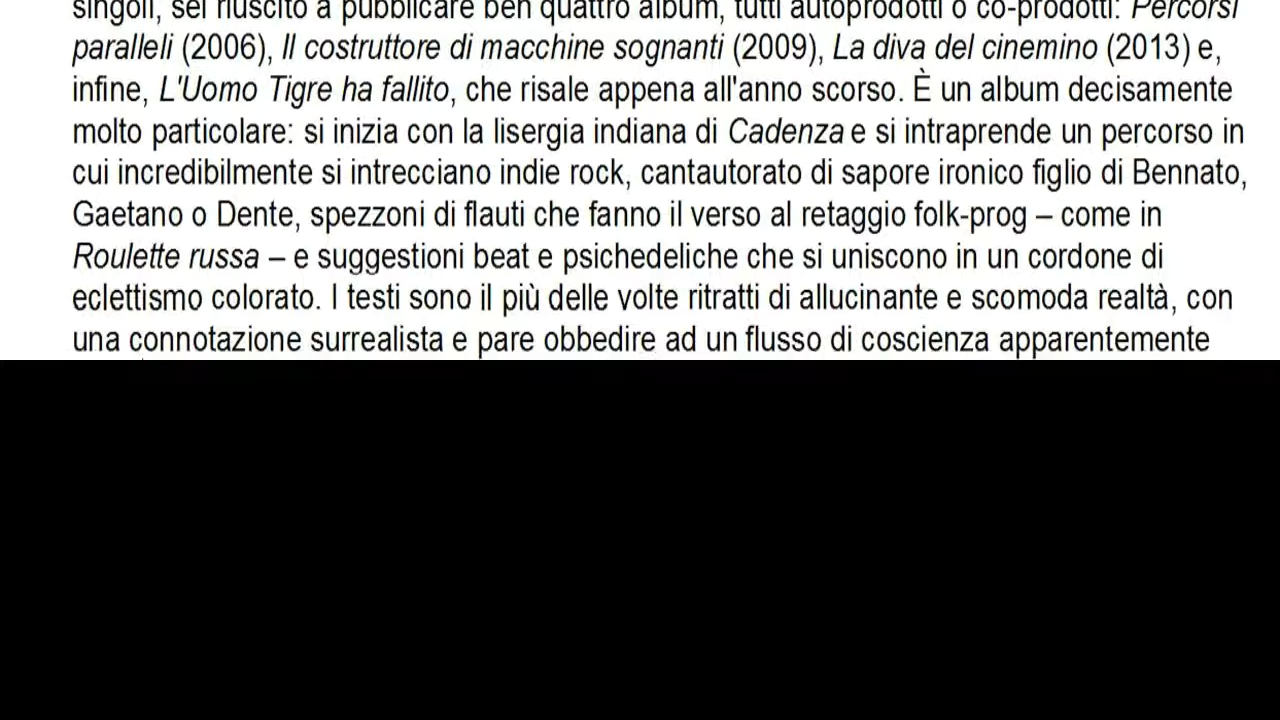 singoli, sei riuscito a pubblicare ben quattro album, tutti autoprodotti o co-prodotti: Percorsi
paralleli (2006), Il costruttore di macchine sognanti (2009), La diva del cinemino (2013) e,
infine, L'Uomo Tigre ha fallito, che risale appena all'anno scorso. È un album decisamente
molto particolare: si inizia con la lisergia indiana di Cadenza e si intraprende un percorso in
cui incredibilmente si intrecciano indie rock, cantautorato di sapore ironico figlio di Bennato,
Gaetano o Dente, spezzoni di flauti che fanno il verso al retaggio folk-prog – come in
Roulette russa – e suggestioni beat e psichedeliche che si uniscono in un cordone di
eclettismo colorato. I testi sono il più delle volte ritratti di allucinante e scomoda realtà, con
una connotazione surrealista e pare obbedire ad un flusso di coscienza apparentemente